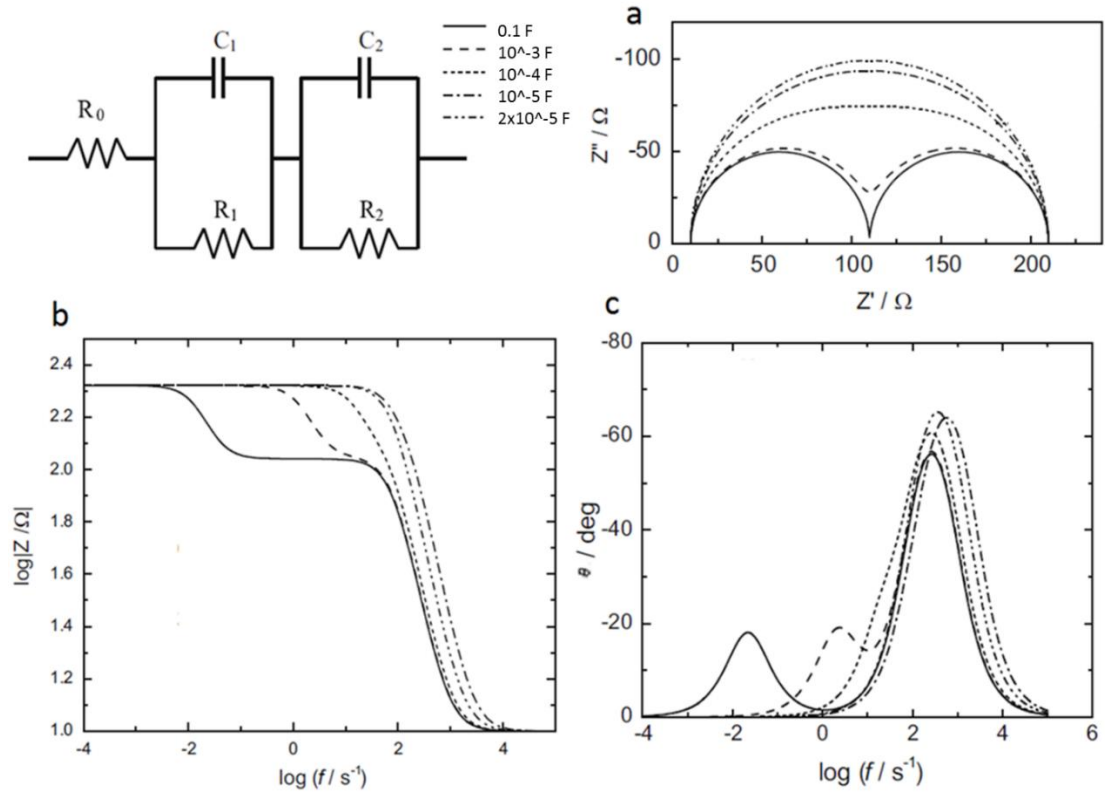 C1
C2
R0
R1
R2
0.1 F
10^-3 F
10^-4 F
10^-5 F
2x10^-5 F
a
-100
-50
0
Z'' / Ω
0 50 100 150 200
Z' / Ω
b
2.4
2.2
2.0
1.8
1.6
1.4
1.2
1.0
log|Z /Ω|
-4 -2 0 2 4
log (f / s-1)
c
-80
-60
-40
-20
0
/ deg
-4 -2 0 2 4 6
log (f / s-1)